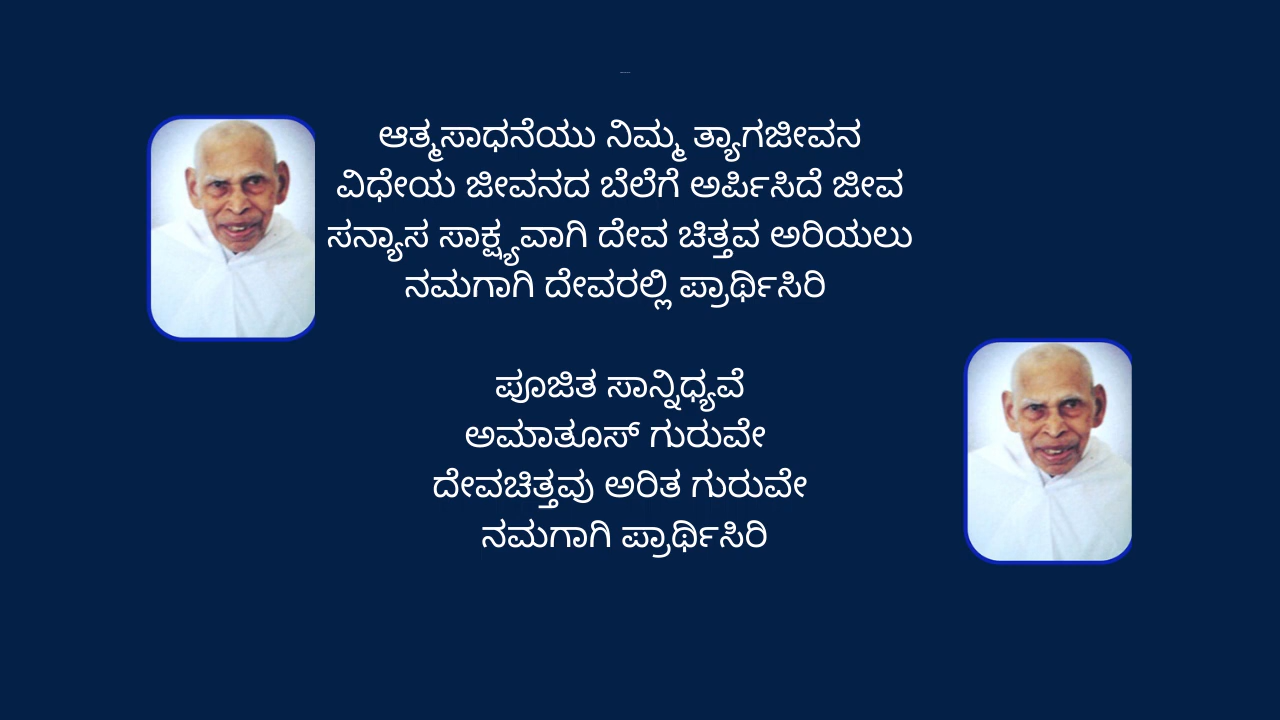 ಆತ್ಮಸಾಧನೆಯು ನಿಮ್ಮ ತ್ಯಾಗಜೀವನ
ವಿಧೇಯ ಜೀವನದ ಬೆಲೆಗೆ ಅರ್ಪಿಸಿದೆ ಜೀವ
ಸನ್ಯಾಸ ಸಾಕ್ಷ್ಯವಾಗಿ ದೇವ ಚಿತ್ತವ ಅರಿಯಲು
ನಮಗಾಗಿ ದೇವರಲ್ಲಿ ಪ್ರಾರ್ಥಿಸಿರಿ
ಪೂಜಿತ ಸಾನ್ನಿಧ್ಯವೆ
ಅಮಾತೂಸ್ ಗುರುವೇ
ದೇವಚಿತ್ತವು ಅರಿತ ಗುರುವೇ
ನಮಗಾಗಿ ಪ್ರಾರ್ಥಿಸಿರಿ